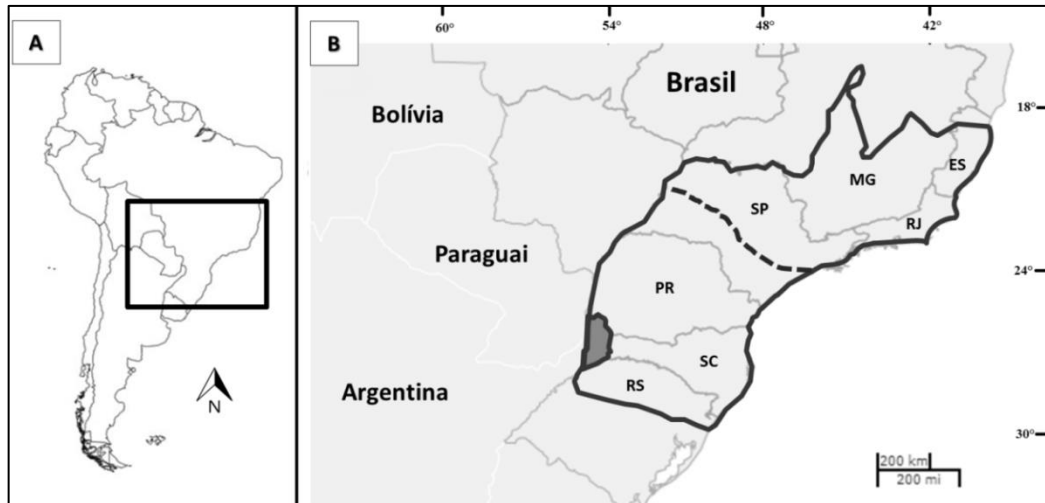 A
N
B
60°
54°
48°
42°
Brasil
Bolívia
18°
ES
MG
SP
RJ
Paraguai
24°
PR
SC
RS
Argentina
30°
200 km
200 mi